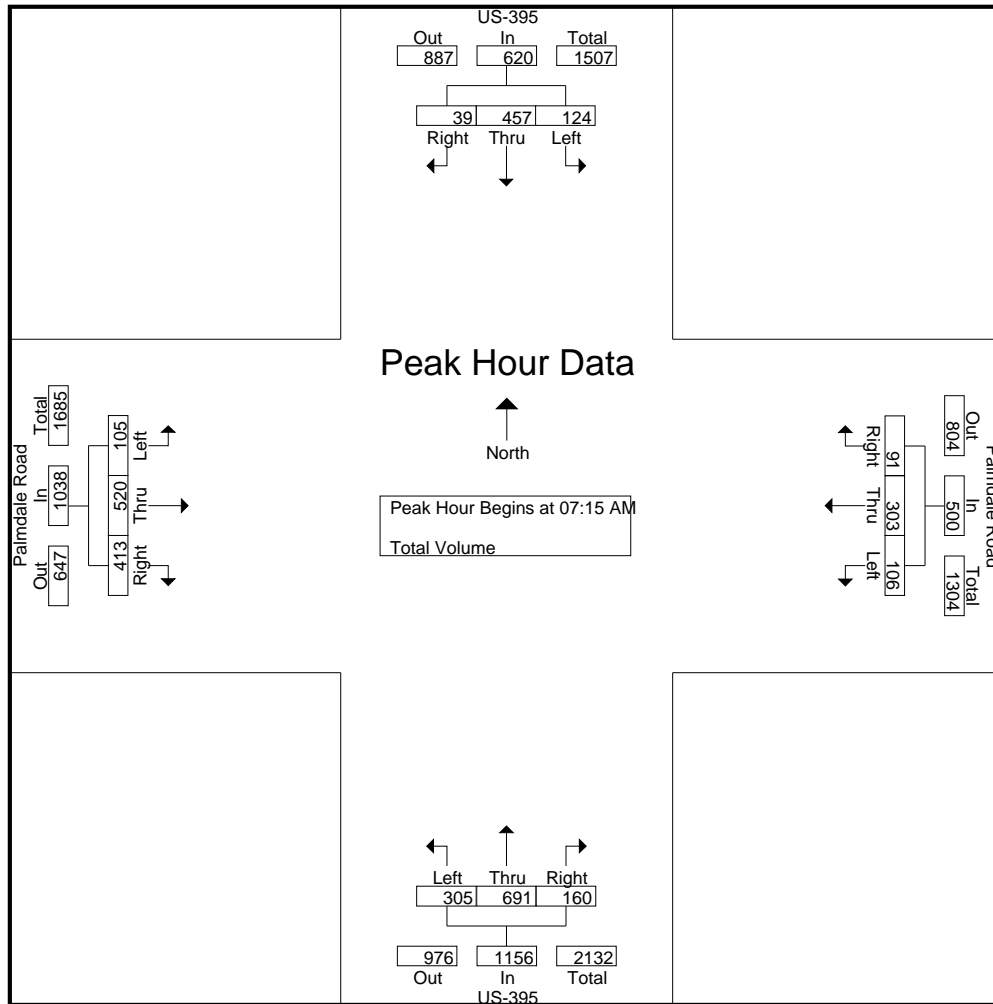 US-395
Out In Total
887 620 1507
39 457 124
Right Thru Left
Peak Hour Data
North
Peak Hour Begins at 07:15 AM
Total Volume
Palmdale Road
Total In Out
1685 1038 647
105 520 413
Left Thru Right
Palmdale Road
Out In Total
804 500 1304
91 303 106
Right Thru Left
Left Thru Right
305 691 160
976 1156 2132
Out In Total
US-395